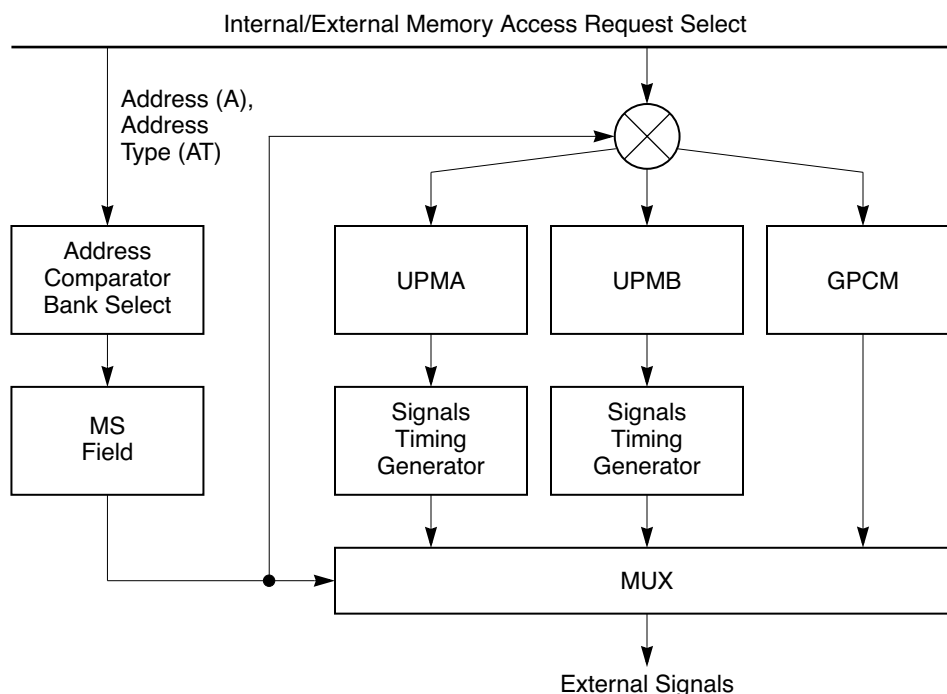 Internal/External Memory Access Request Select
Address (A),
Address
Type (AT)
Address
Comparator
Bank Select
UPMA
UPMB
GPCM
MS
Field
Signals
Timing
Generator
Signals
Timing
Generator
MUX
External Signals